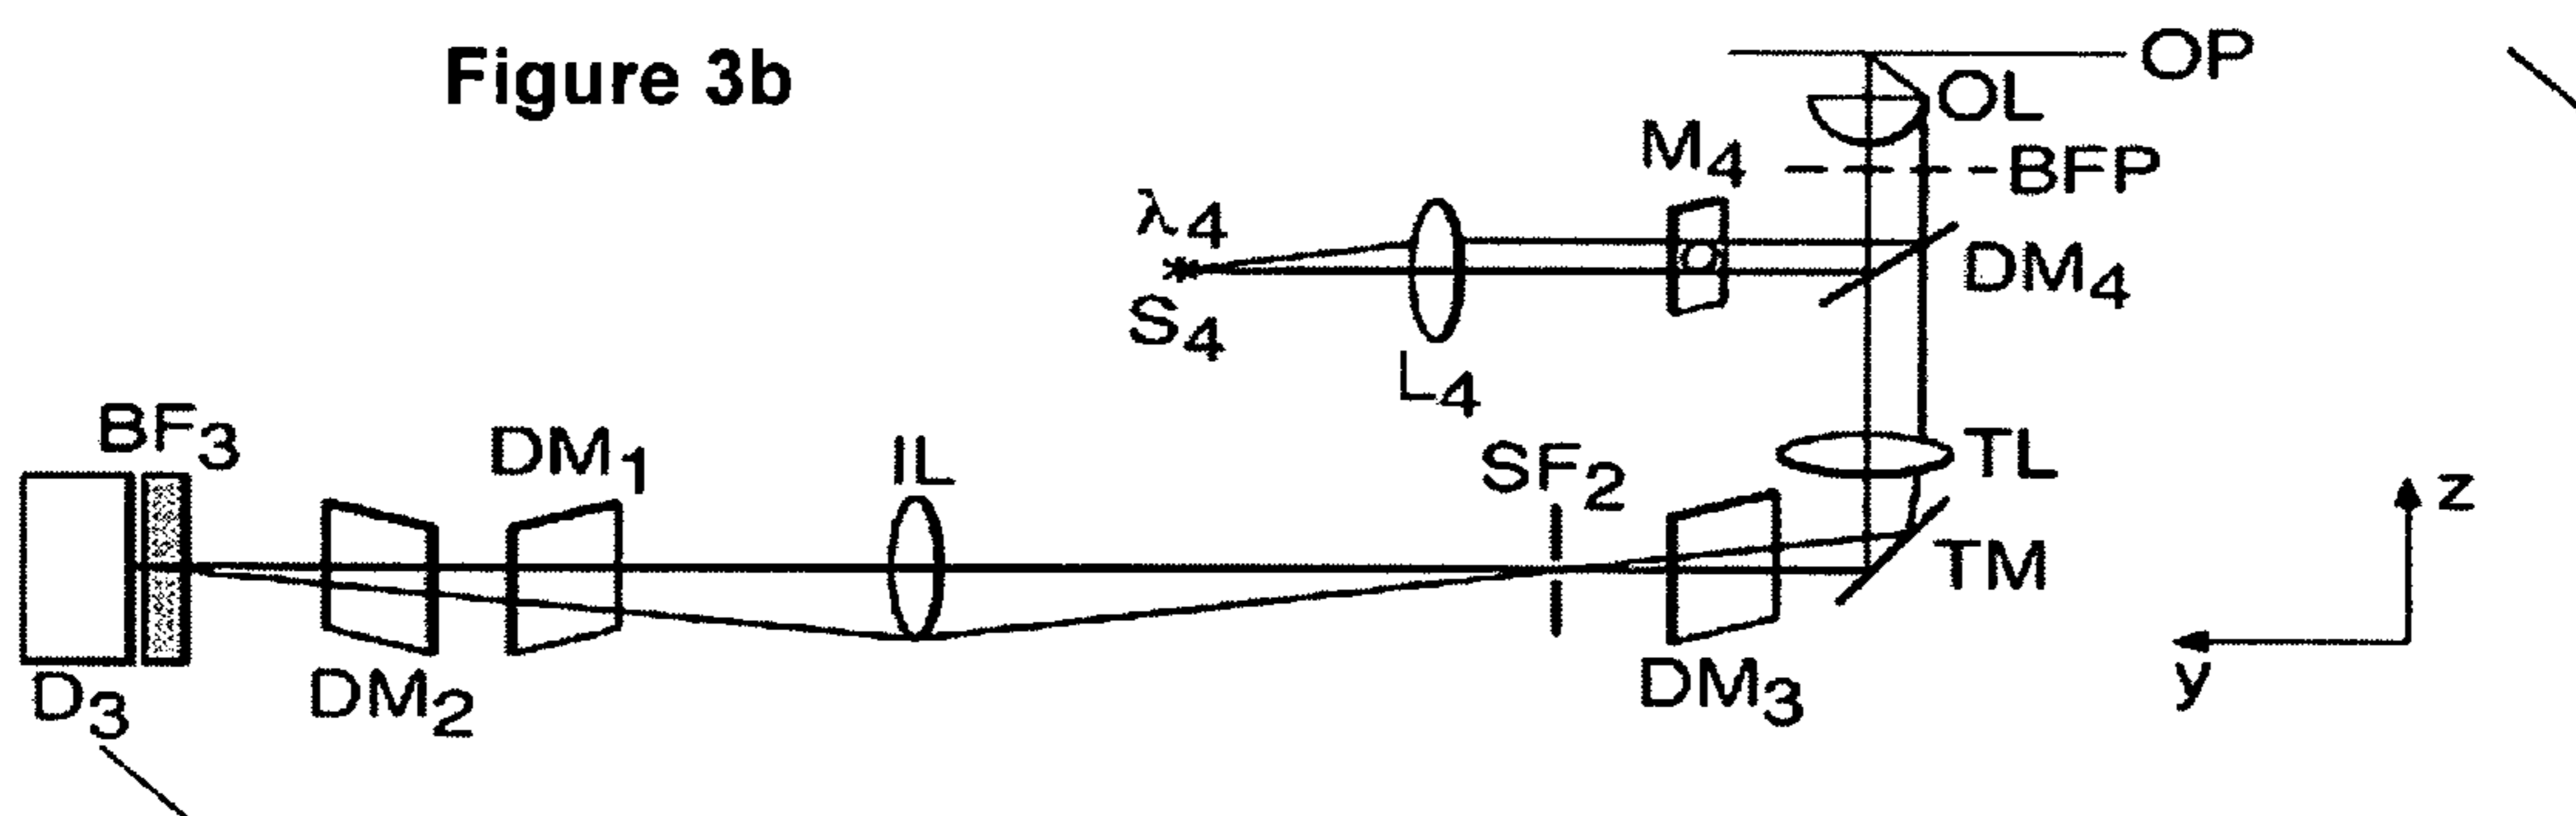 Figure 3b
OP
OL
M₄
BFP
λ₄
DM₄
S₄
L₄
BF₃
DM₁
IL
SF₂
TL
z
TM
D₃
DM₂
DM₃
y